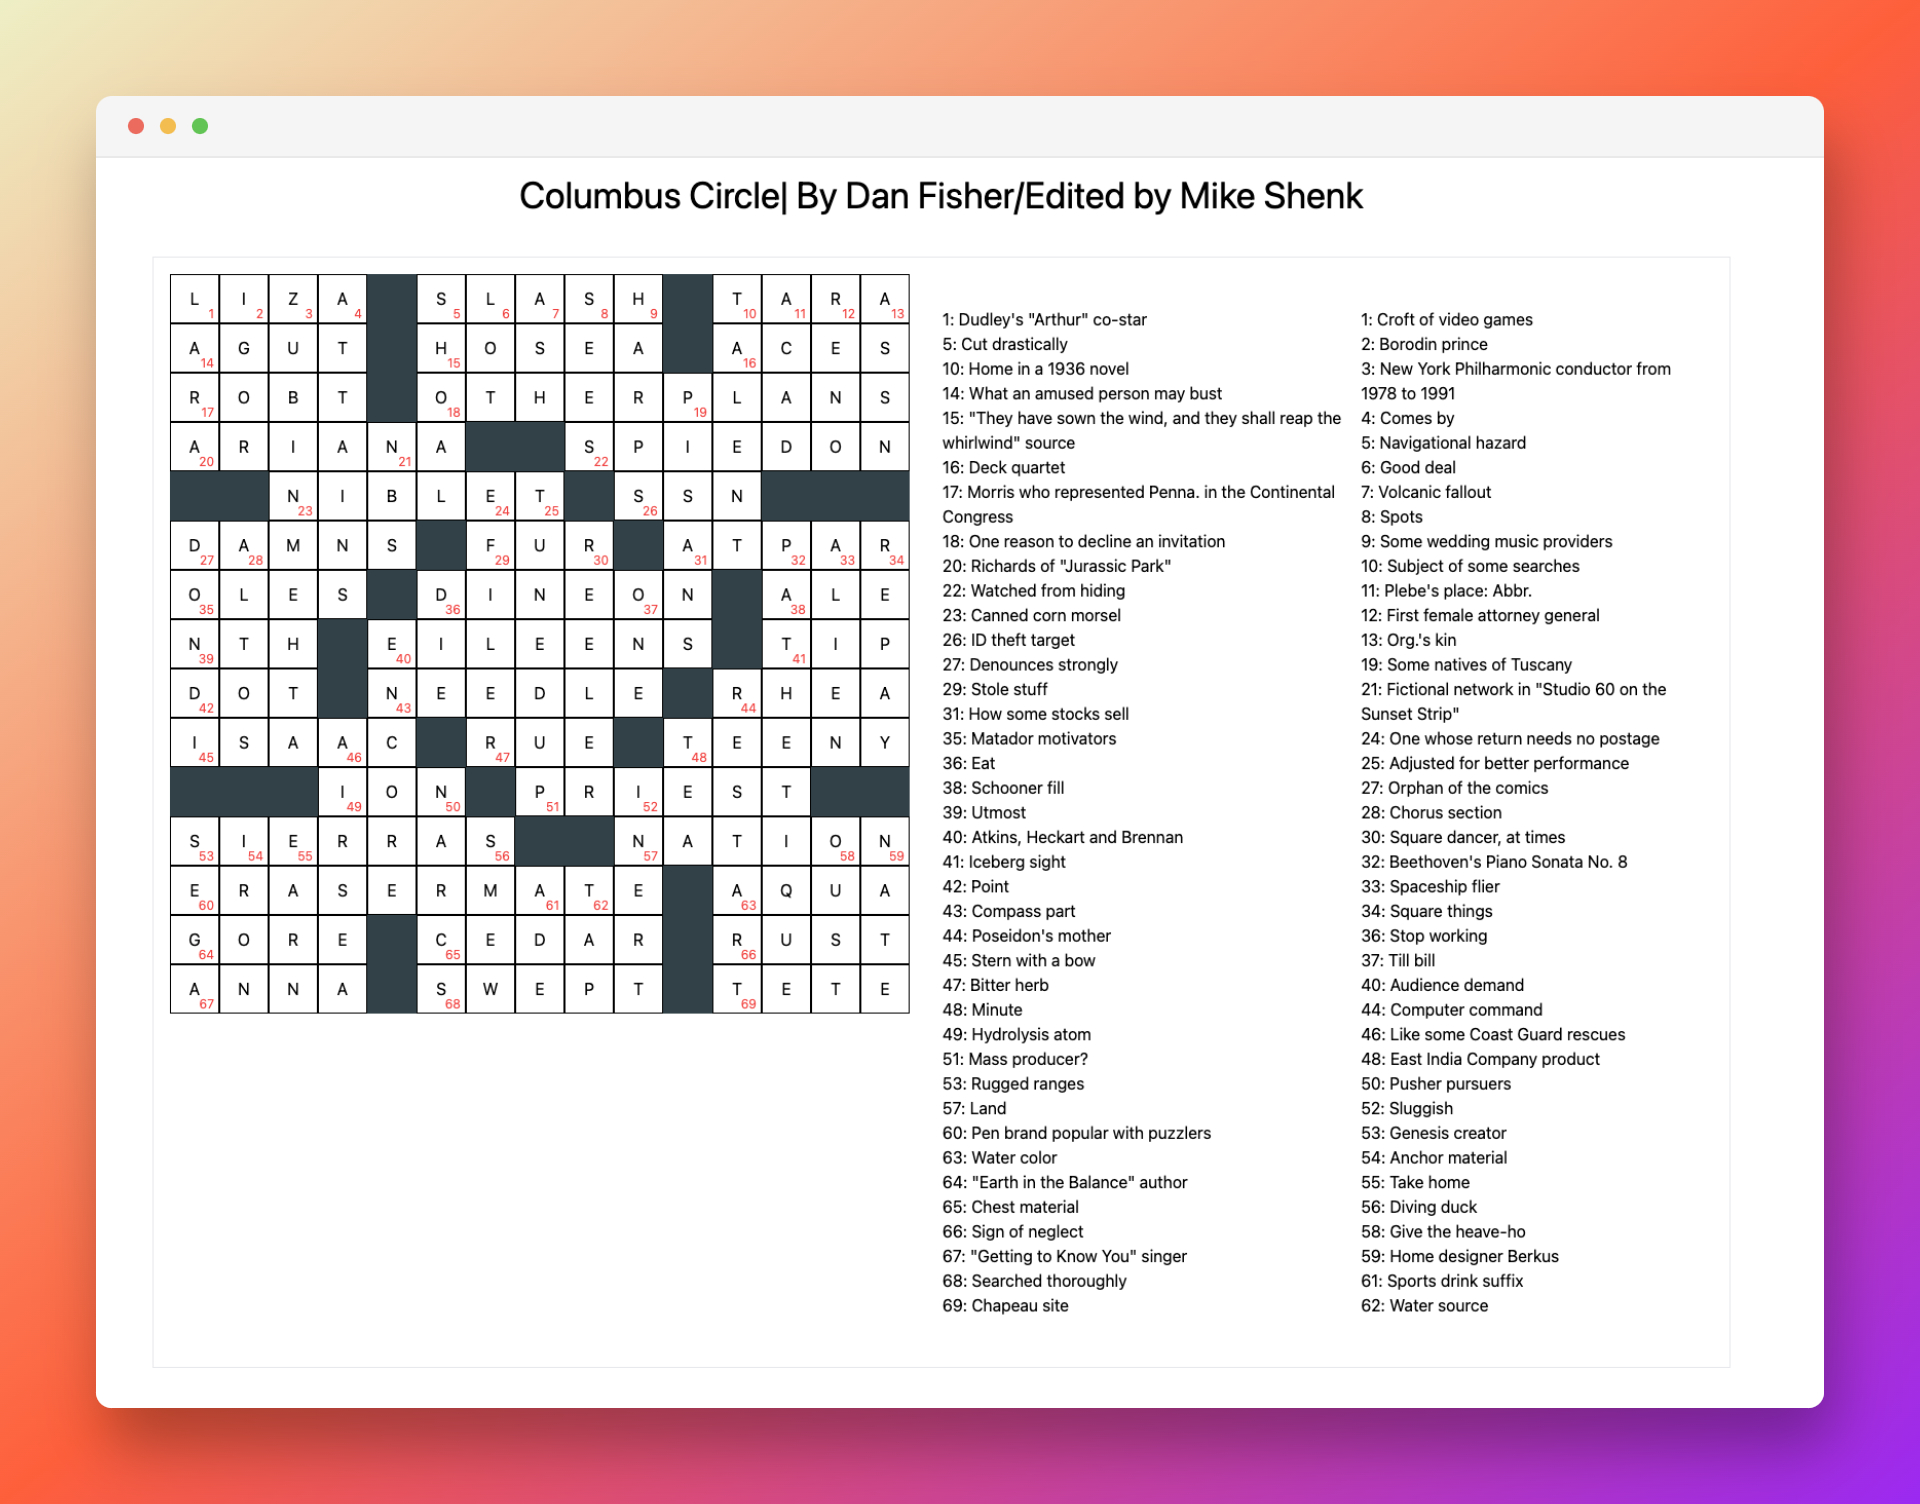 Columbus Circle| By Dan Fisher/Edited by Mike Shenk
L 1 I 2 Z 3 A 4 S 5 L 6 A 7 S 8 H 9 T 10 A 11 R 12 A 13
A 14 G U T H 15 O S E A A 16 C E S
R 17 O B T O 18 T H E R P 19 L A N S
A 20 R I A N 21 A S 22 P I E D O N
N 23 I B L E 24 T 25 S 26 S N
D 27 A 28 M N S F 29 U R 30 A 31 T P 32 A 33 R 34
O 35 L E S D 36 I N E O 37 N A 38 L E
N 39 T H E 40 I L E E N S T 41 I P
D 42 O T N 43 E E D L E R 44 H E A
I 45 S A A 46 C R 47 U E T 48 E E N Y
I 49 O N 50 P 51 R I 52 E S T
S 53 I 54 E 55 R R A S 56 N 57 A T I O 58 N 59
E 60 R A S E R M A 61 T 62 E A 63 Q U A
G 64 O R E C 65 E D A R R 66 U S T
A 67 N N A S 68 W E P T T 69 E T E
1: Dudley's "Arthur" co-star
5: Cut drastically
10: Home in a 1936 novel
14: What an amused person may bust
15: "They have sown the wind, and they shall reap the
whirlwind" source
16: Deck quartet
17: Morris who represented Penna. in the Continental
Congress
18: One reason to decline an invitation
20: Richards of "Jurassic Park"
22: Watched from hiding
23: Canned corn morsel
26: ID theft target
27: Denounces strongly
29: Stole stuff
31: How some stocks sell
35: Matador motivators
36: Eat
38: Schooner fill
39: Utmost
40: Atkins, Heckart and Brennan
41: Iceberg sight
42: Point
43: Compass part
44: Poseidon's mother
45: Stern with a bow
47: Bitter herb
48: Minute
49: Hydrolysis atom
51: Mass producer?
53: Rugged ranges
57: Land
60: Pen brand popular with puzzlers
63: Water color
64: "Earth in the Balance" author
65: Chest material
66: Sign of neglect
67: "Getting to Know You" singer
68: Searched thoroughly
69: Chapeau site
1: Croft of video games
2: Borodin prince
3: New York Philharmonic conductor from
1978 to 1991
4: Comes by
5: Navigational hazard
6: Good deal
7: Volcanic fallout
8: Spots
9: Some wedding music providers
10: Subject of some searches
11: Plebe's place: Abbr.
12: First female attorney general
13: Org.'s kin
19: Some natives of Tuscany
21: Fictional network in "Studio 60 on the
Sunset Strip"
24: One whose return needs no postage
25: Adjusted for better performance
27: Orphan of the comics
28: Chorus section
30: Square dancer, at times
32: Beethoven's Piano Sonata No. 8
33: Spaceship flier
34: Square things
36: Stop working
37: Till bill
40: Audience demand
44: Computer command
46: Like some Coast Guard rescues
48: East India Company product
50: Pusher pursuers
52: Sluggish
53: Genesis creator
54: Anchor material
55: Take home
56: Diving duck
58: Give the heave-ho
59: Home designer Berkus
61: Sports drink suffix
62: Water source